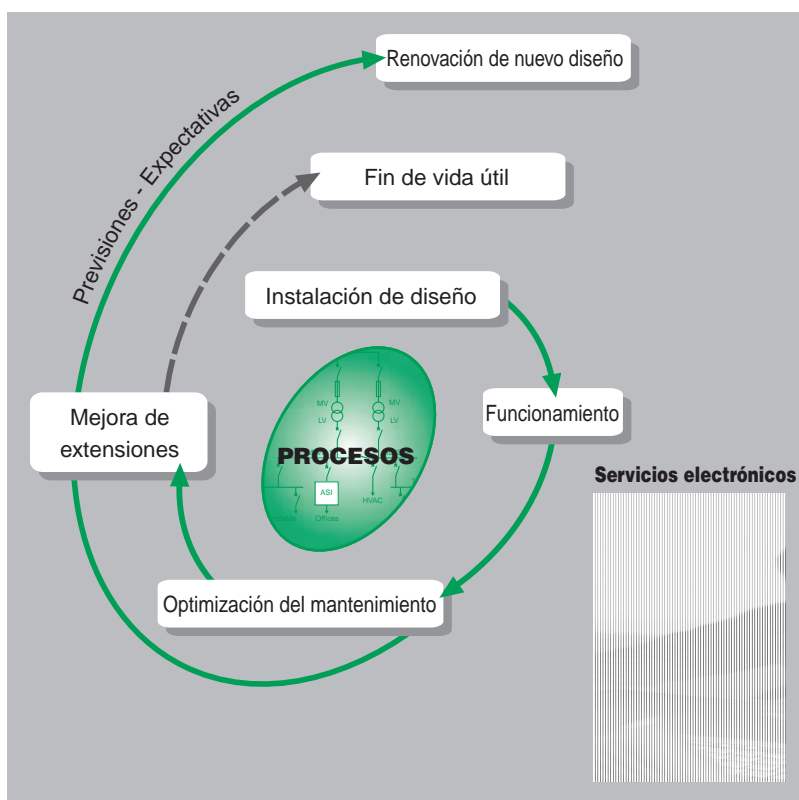 Renovación de nuevo diseño
Previsiones - Expectativas
Fin de vida útil
Instalación de diseño
Mejora de
extensiones
Funcionamiento
MV
MV
LV
LV
PROCESOS
ASI
HVAC
Offices
Servicios electrónicos
Optimización del mantenimiento